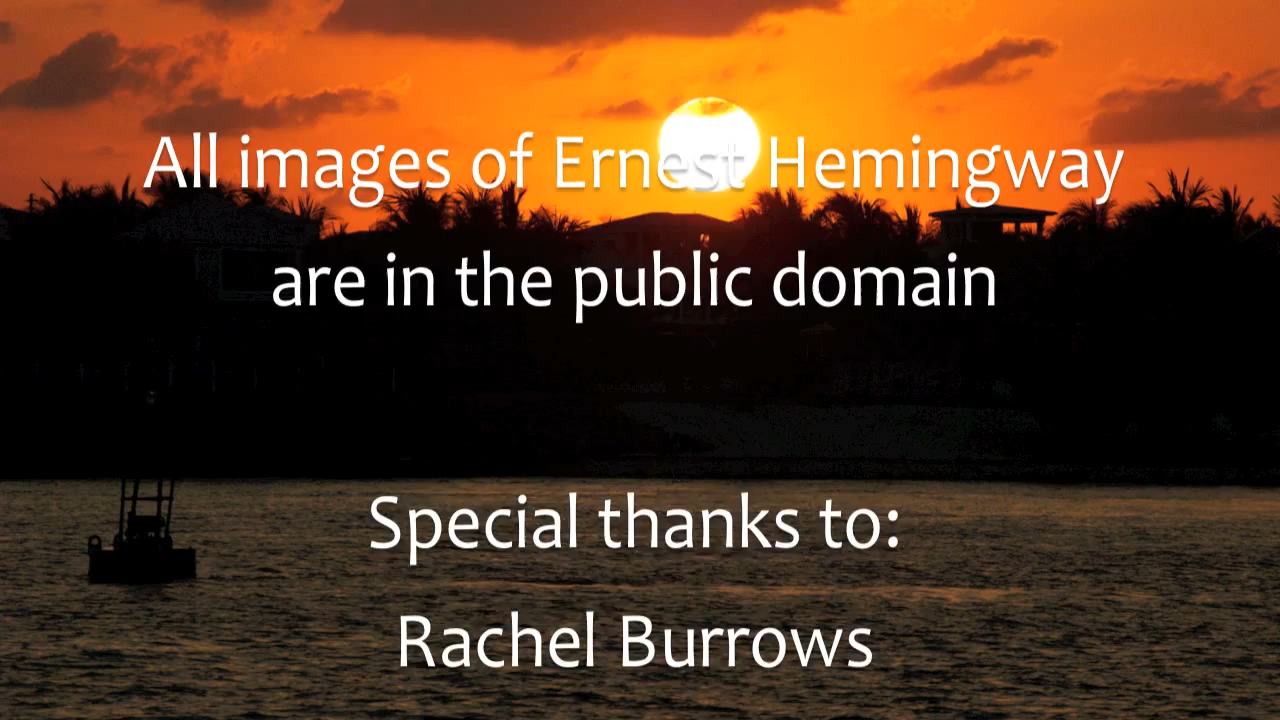 All images of Ernest Hemingway
are in the public domain
Special thanks to:
Rachel Burrows